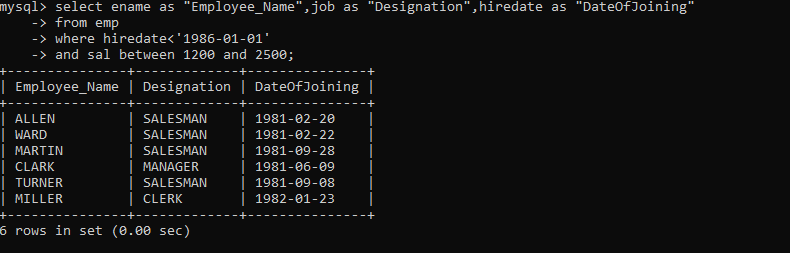 mysql> select ename as "Employee_Name",job as "Designation",hiredate as "DateOfJoining"
    -> from emp
    -> where hiredate<'1986-01-01'
    -> and sal between 1200 and 2500;
+---------------+-------------+---------------+
| Employee_Name | Designation | DateOfJoining |
+---------------+-------------+---------------+
| ALLEN         | SALESMAN    | 1981-02-20    |
| WARD          | SALESMAN    | 1981-02-22    |
| MARTIN        | SALESMAN    | 1981-09-28    |
| CLARK         | MANAGER     | 1981-06-09    |
| TURNER        | SALESMAN    | 1981-09-08    |
| MILLER        | CLERK       | 1982-01-23    |
+---------------+-------------+---------------+
6 rows in set (0.00 sec)